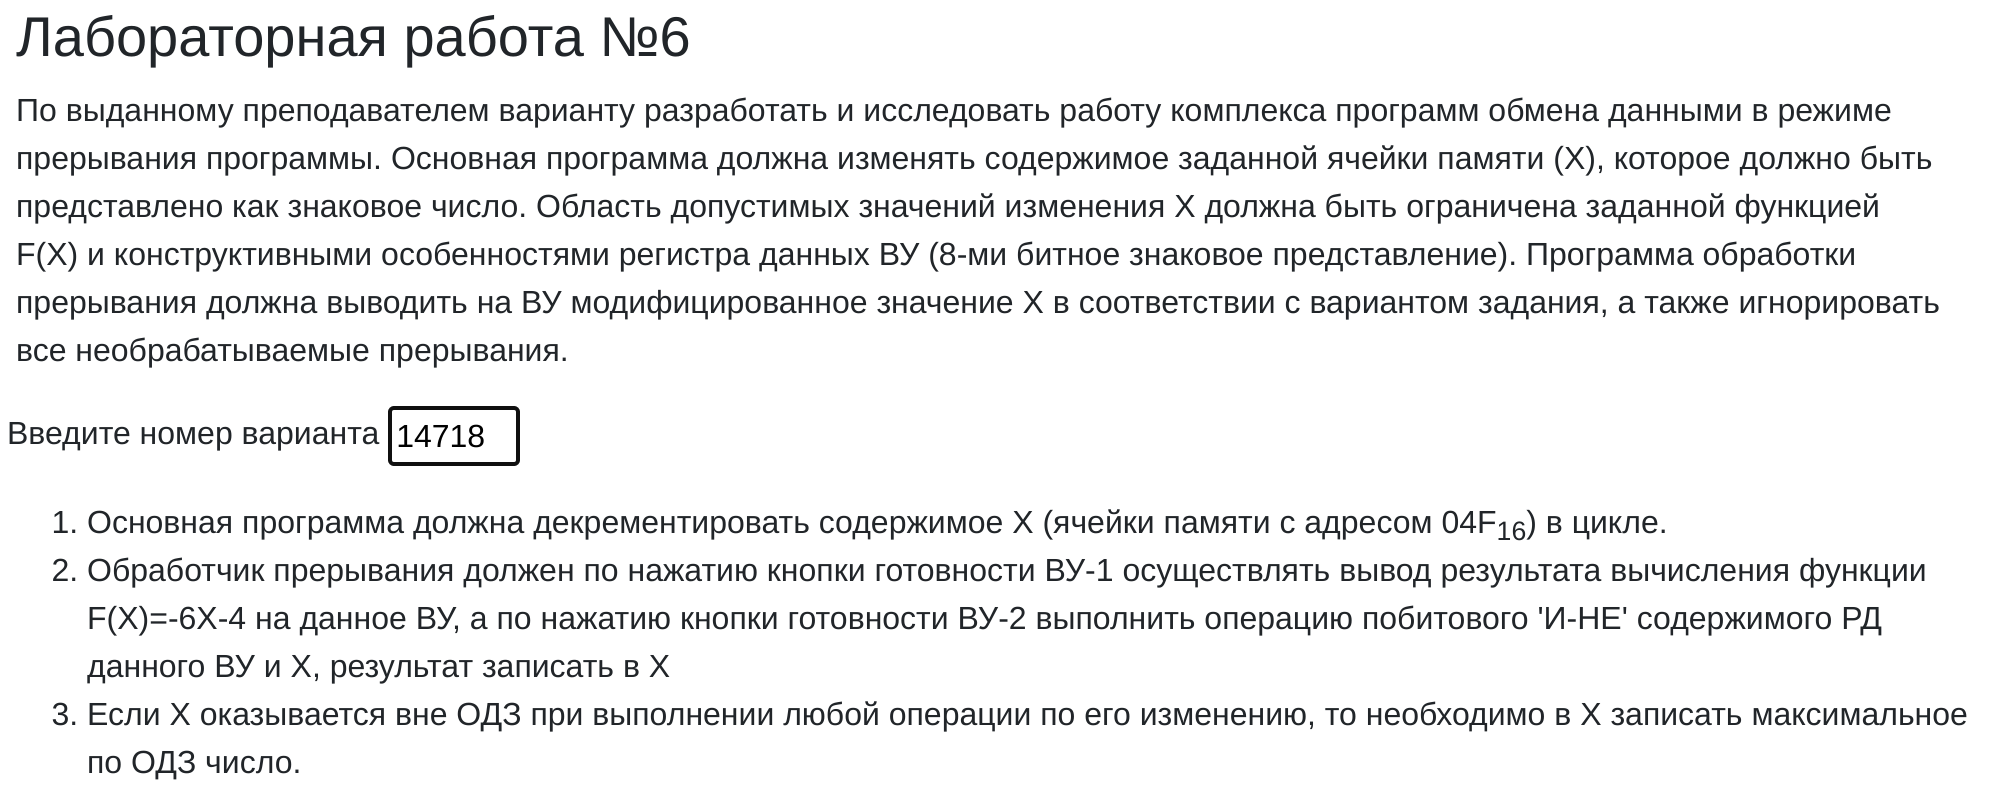 Лабораторная работа №6
По выданному преподавателем варианту разработать и исследовать работу комплекса программ обмена данными в режиме
прерывания программы. Основная программа должна изменять содержимое заданной ячейки памяти (X), которое должно быть
представлено как знаковое число. Область допустимых значений изменения X должна быть ограничена заданной функцией
F(X) и конструктивными особенностями регистра данных ВУ (8-ми битное знаковое представление). Программа обработки
прерывания должна выводить на ВУ модифицированное значение X в соответствии с вариантом задания, а также игнорировать
все необрабатываемые прерывания.
Введите номер варианта 14718
1. Основная программа должна декрементировать содержимое X (ячейки памяти с адресом 04F16) в цикле.
2. Обработчик прерывания должен по нажатию кнопки готовности ВУ-1 осуществлять вывод результата вычисления функции
F(X)=-6X-4 на данное ВУ, a по нажатию кнопки готовности ВУ-2 выполнить операцию побитового 'И-НЕ' содержимого РД
данного ВУ и X, результат записать в X
3. Если X оказывается вне ОДЗ при выполнении любой операции по его изменению, то необходимо в X записать максимальное
по ОДЗ число.